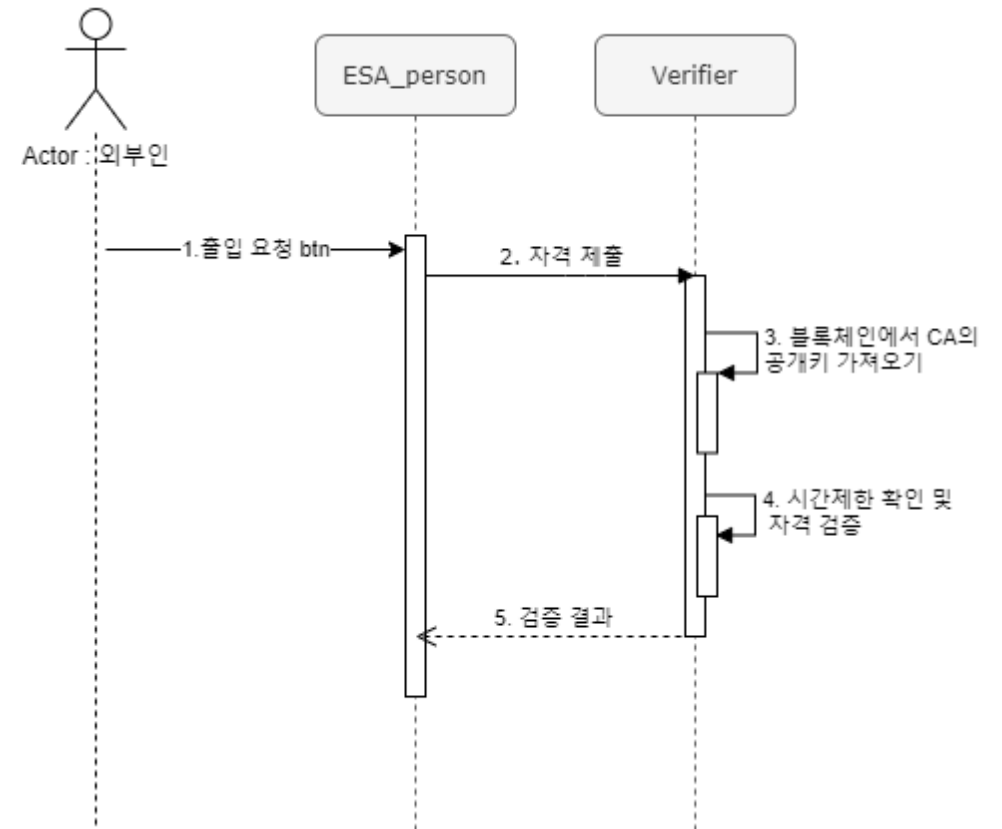 ESA_person
Verifier
Actor : 외부인
1.출입 요청 btn
2. 자격 제출
3. 블록체인에서 CA의
공개키 가져오기
4. 시간제한 확인 및
자격 검증
5. 검증 결과